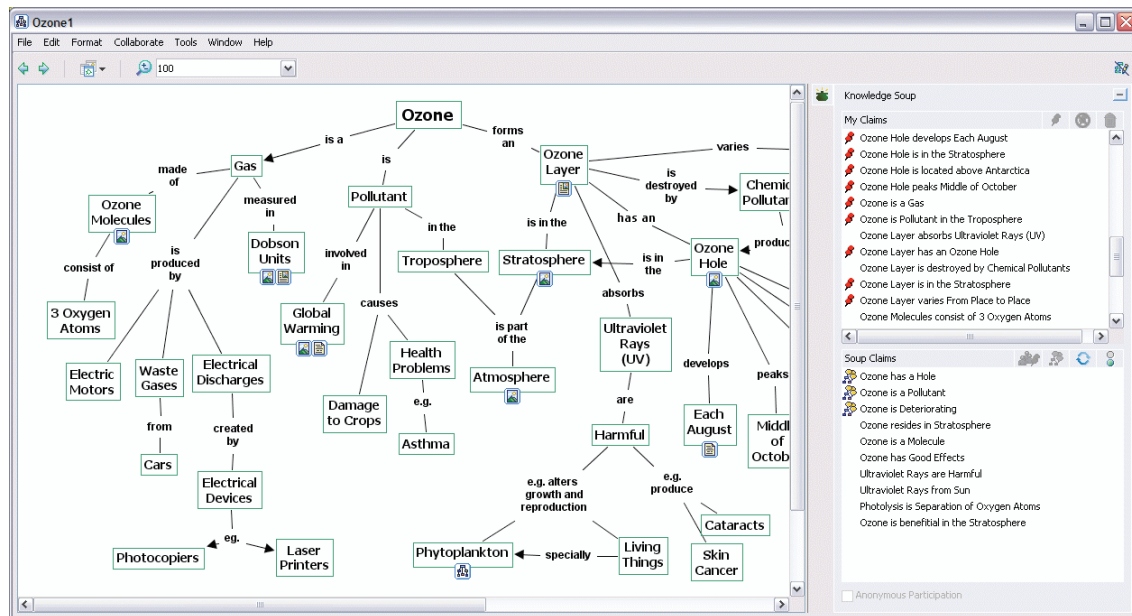 Ozone1
File Edit Format Collaborate Tools Window Help
100
Ozone
is a
is
forms
an
varies
Gas
Ozone
Layer
made
of
measured
in
Pollutant
is
destroyed
by
Chemic
Pollutan
Ozone
Molecules
is
produced
by
Dobson
Units
involved
in
in the
is in the
has an
produc
consist of
Troposphere
Stratosphere
is in
the
Ozone
Hole
causes
absorbs
3 Oxygen
Atoms
Global
Warming
is part
of the
Ultraviolet
Rays
(UV)
Electric
Motors
Waste
Gases
Electrical
Discharges
Health
Problems
Atmosphere
develops
peaks
Damage
to Crops
e.g.
are
Each
August
Middl
of
Octob
from
created
by
Asthma
Harmful
Cars
Electrical
Devices
e.g. alters
growth and
reproduction
e.g.
produce
eg.
Cataracts
Photocopiers
Laser
Printers
Phytoplankton
specially
Living
Things
Skin
Cancer
Knowledge Soup
My Claims
Ozone Hole develops Each August
Ozone Hole is in the Stratosphere
Ozone Hole is located above Antarctica
Ozone Hole peaks Middle of October
Ozone is a Gas
Ozone is Pollutant in the Troposphere
Ozone Layer absorbs Ultraviolet Rays (UV)
Ozone Layer has an Ozone Hole
Ozone Layer is destroyed by Chemical Pollutants
Ozone Layer is in the Stratosphere
Ozone Layer varies From Place to Place
Ozone Molecules consist of 3 Oxygen Atoms
Soup Claims
Ozone has a Hole
Ozone is a Pollutant
Ozone is Deteriorating
Ozone resides in Stratosphere
Ozone is a Molecule
Ozone has Good Effects
Ultraviolet Rays are Harmful
Ultraviolet Rays from Sun
Photolysis is Separation of Oxygen Atoms
Ozone is benefitial in the Stratosphere
Anonymous Participation